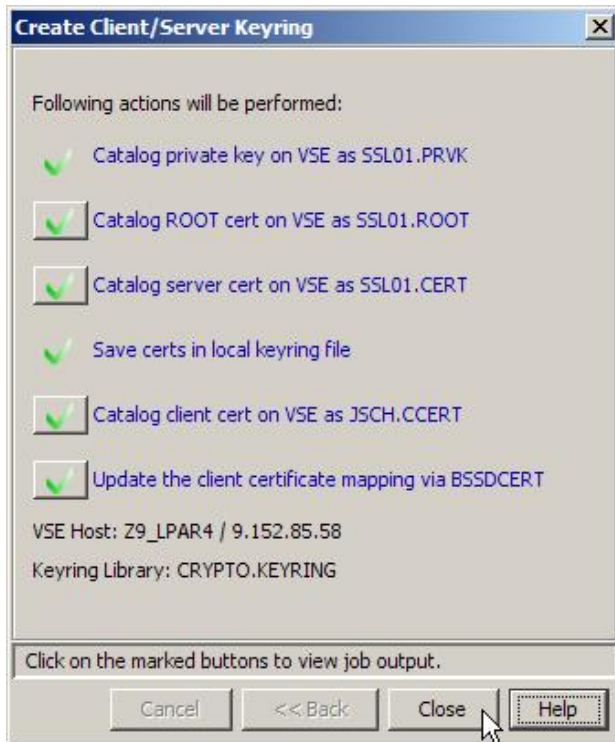 Create Client/Server Keyring
Following actions will be performed:
Catalog private key on VSE as SSL01.PRVK
Catalog ROOT cert on VSE as SSL01.ROOT
Catalog server cert on VSE as SSL01.CERT
Save certs in local keyring file
Catalog client cert on VSE as JSCH.CCERT
Update the client certificate mapping via BSSDCERT
VSE Host: Z9_LPAR4 / 9.152.85.58
Keyring Library: CRYPTO.KEYRING
Click on the marked buttons to view job output.
Cancel << Back Close Help